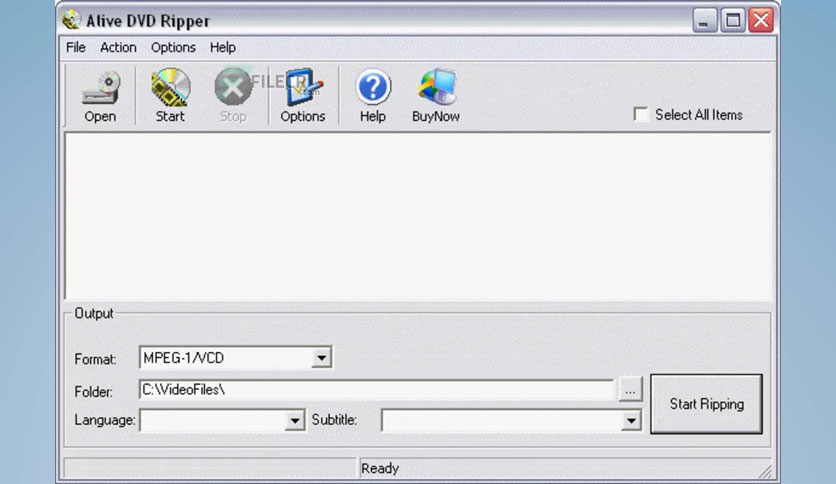 Alive DVD Ripper
File Action Options Help
FILECR
.com
Open Start Stop Options Help BuyNow
Select All Items
Output
Format: MPEG-1/VCD
Folder: C:\VideoFiles\ ...
Start Ripping
Language: Subtitle:
Ready